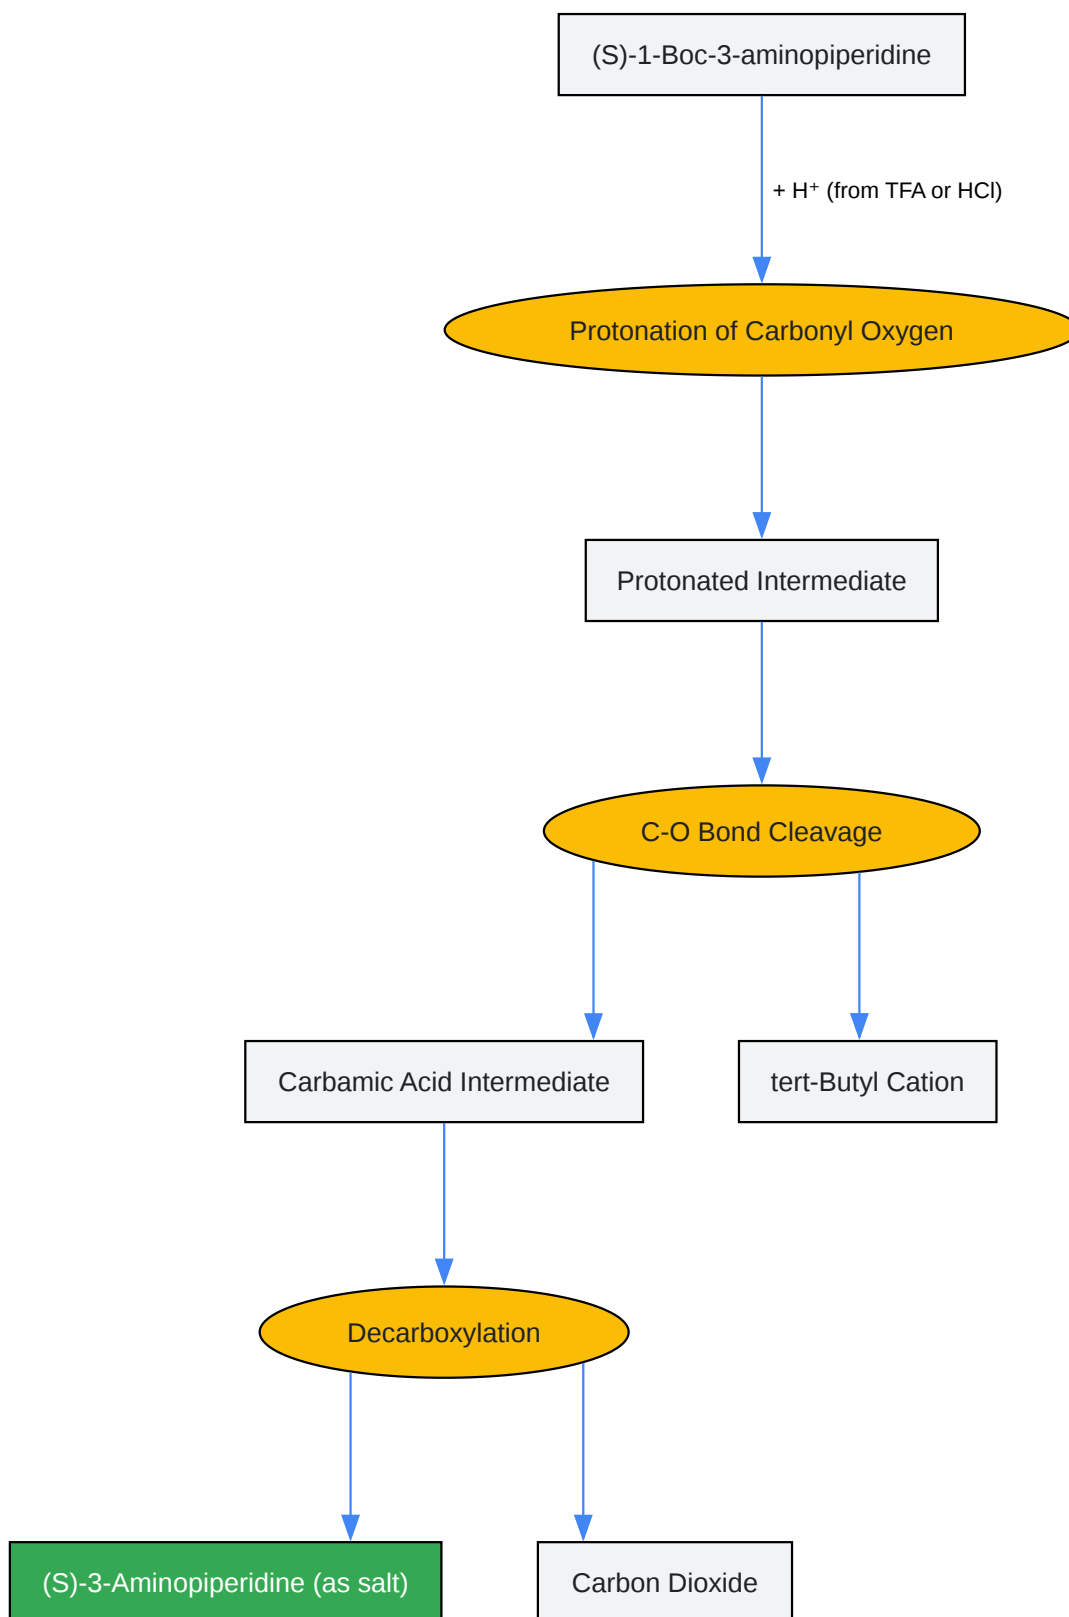 (S)-1-Boc-3-aminopiperidine
+ H⁺ (from TFA or HCl)
Protonation of Carbonyl Oxygen
Protonated Intermediate
C-O Bond Cleavage
Carbamic Acid Intermediate
tert-Butyl Cation
Decarboxylation
(S)-3-Aminopiperidine (as salt)
Carbon Dioxide